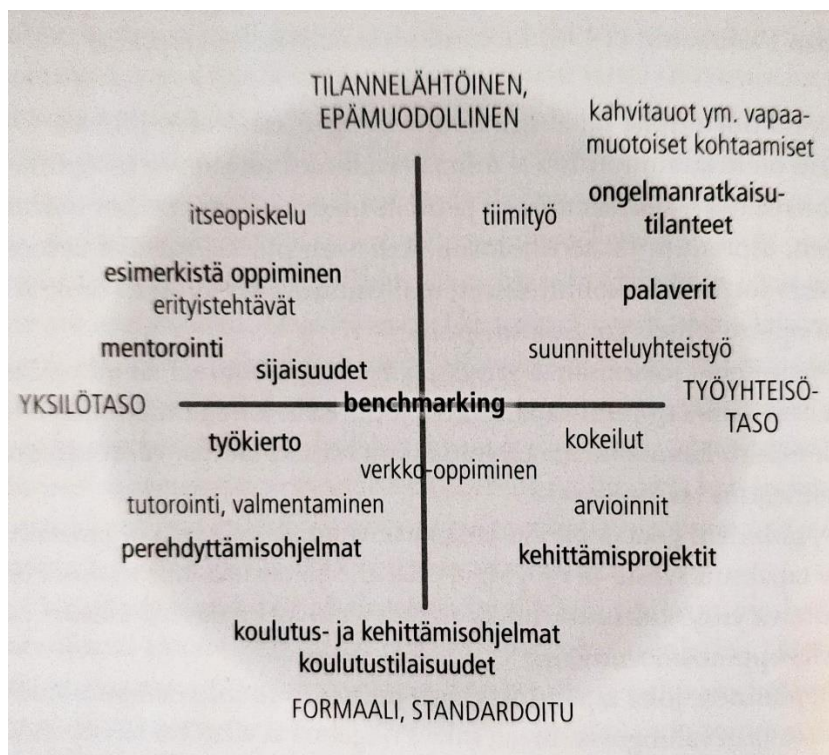 TILANNELÄHTÖINEN,
EPÄMUODOLLINEN
kahvitauot ym. vapaa-
muotoiset kohtaamiset
itseopiskelu
tiimityö
ongelmanratkaisu-
tilanteet
esimerkistä oppiminen
erityistehtävät
palaverit
mentorointi
suunnitteluyhteistyö
sijaisuudet
YKSILÖTASO
benchmarking
TYÖYHTEISÖ-
TASO
työkierto
kokeilut
verkko-oppiminen
tutorointi, valmentaminen
arvioinnit
perehdyttämisohjelmat
kehittämisprojektit
koulutus- ja kehittämisohjelmat
koulutustilaisuudet
FORMAALI, STANDARDOITU